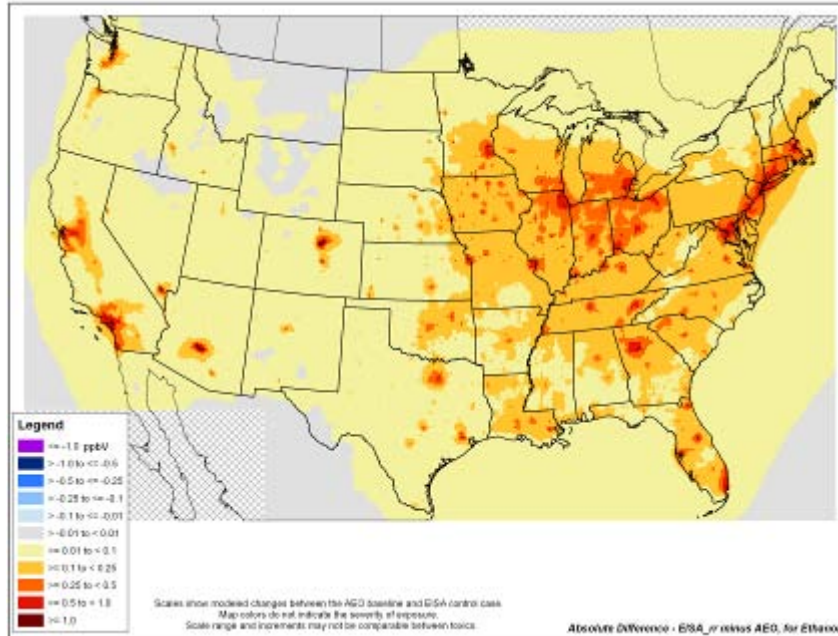 Legend
<= -1.0 ppbV
> -1.0 to <= -0.5
> -0.5 to <= -0.25
> -0.25 to <= -0.1
> -0.1 to <= -0.01
> -0.01 to < 0.01
>= 0.01 to < 0.1
>= 0.1 to < 0.25
>= 0.25 to < 0.5
>= 0.5 to < 1.0
>= 1.0
Scales show modeled changes between the AEO baseline and EISA control case.
Map colors do not indicate the severity of exposure.
Scale range and increments may not be comparable between toxics.
Absolute Difference - EISA_rr minus AEO, for Ethano